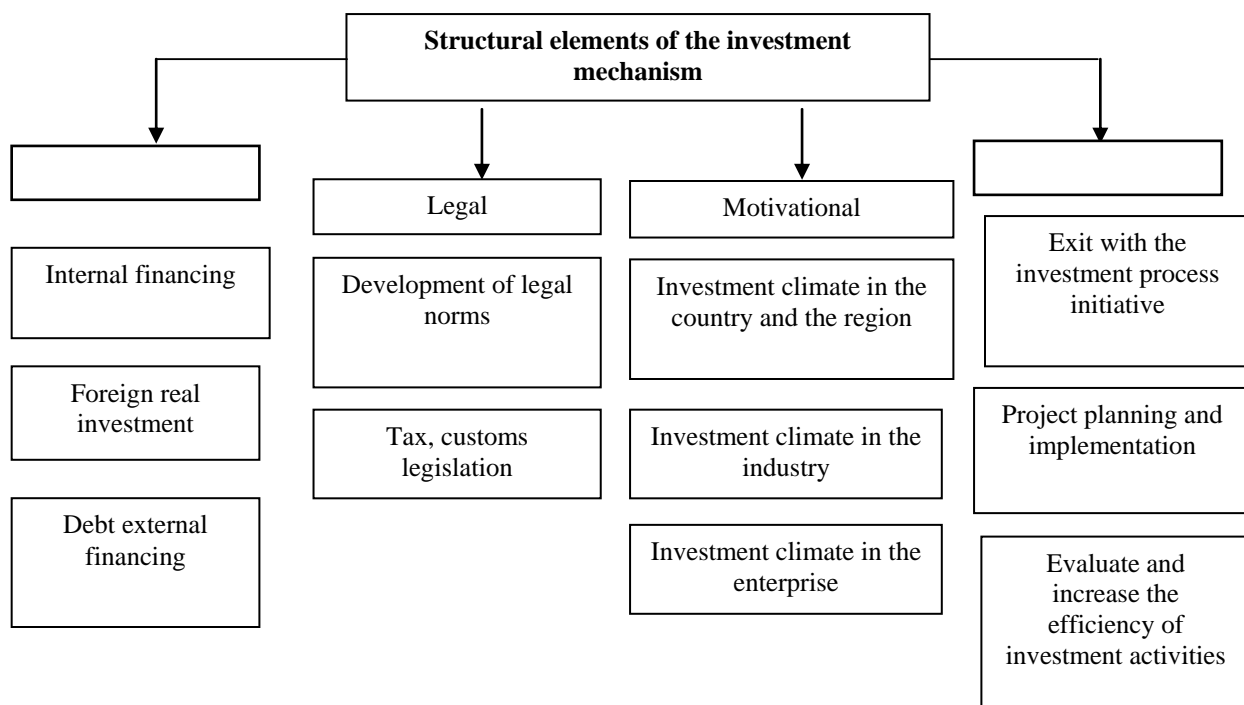 Structural elements of the investment
mechanism
Legal
Motivational
Internal financing
Foreign real
investment
Debt external
financing
Development of legal
norms
Tax, customs
legislation
Investment climate in the
country and the region
Investment climate in the
industry
Investment climate in the
enterprise
Exit with the
investment process
initiative
Project planning and
implementation
Evaluate and
increase the
efficiency of
investment activities